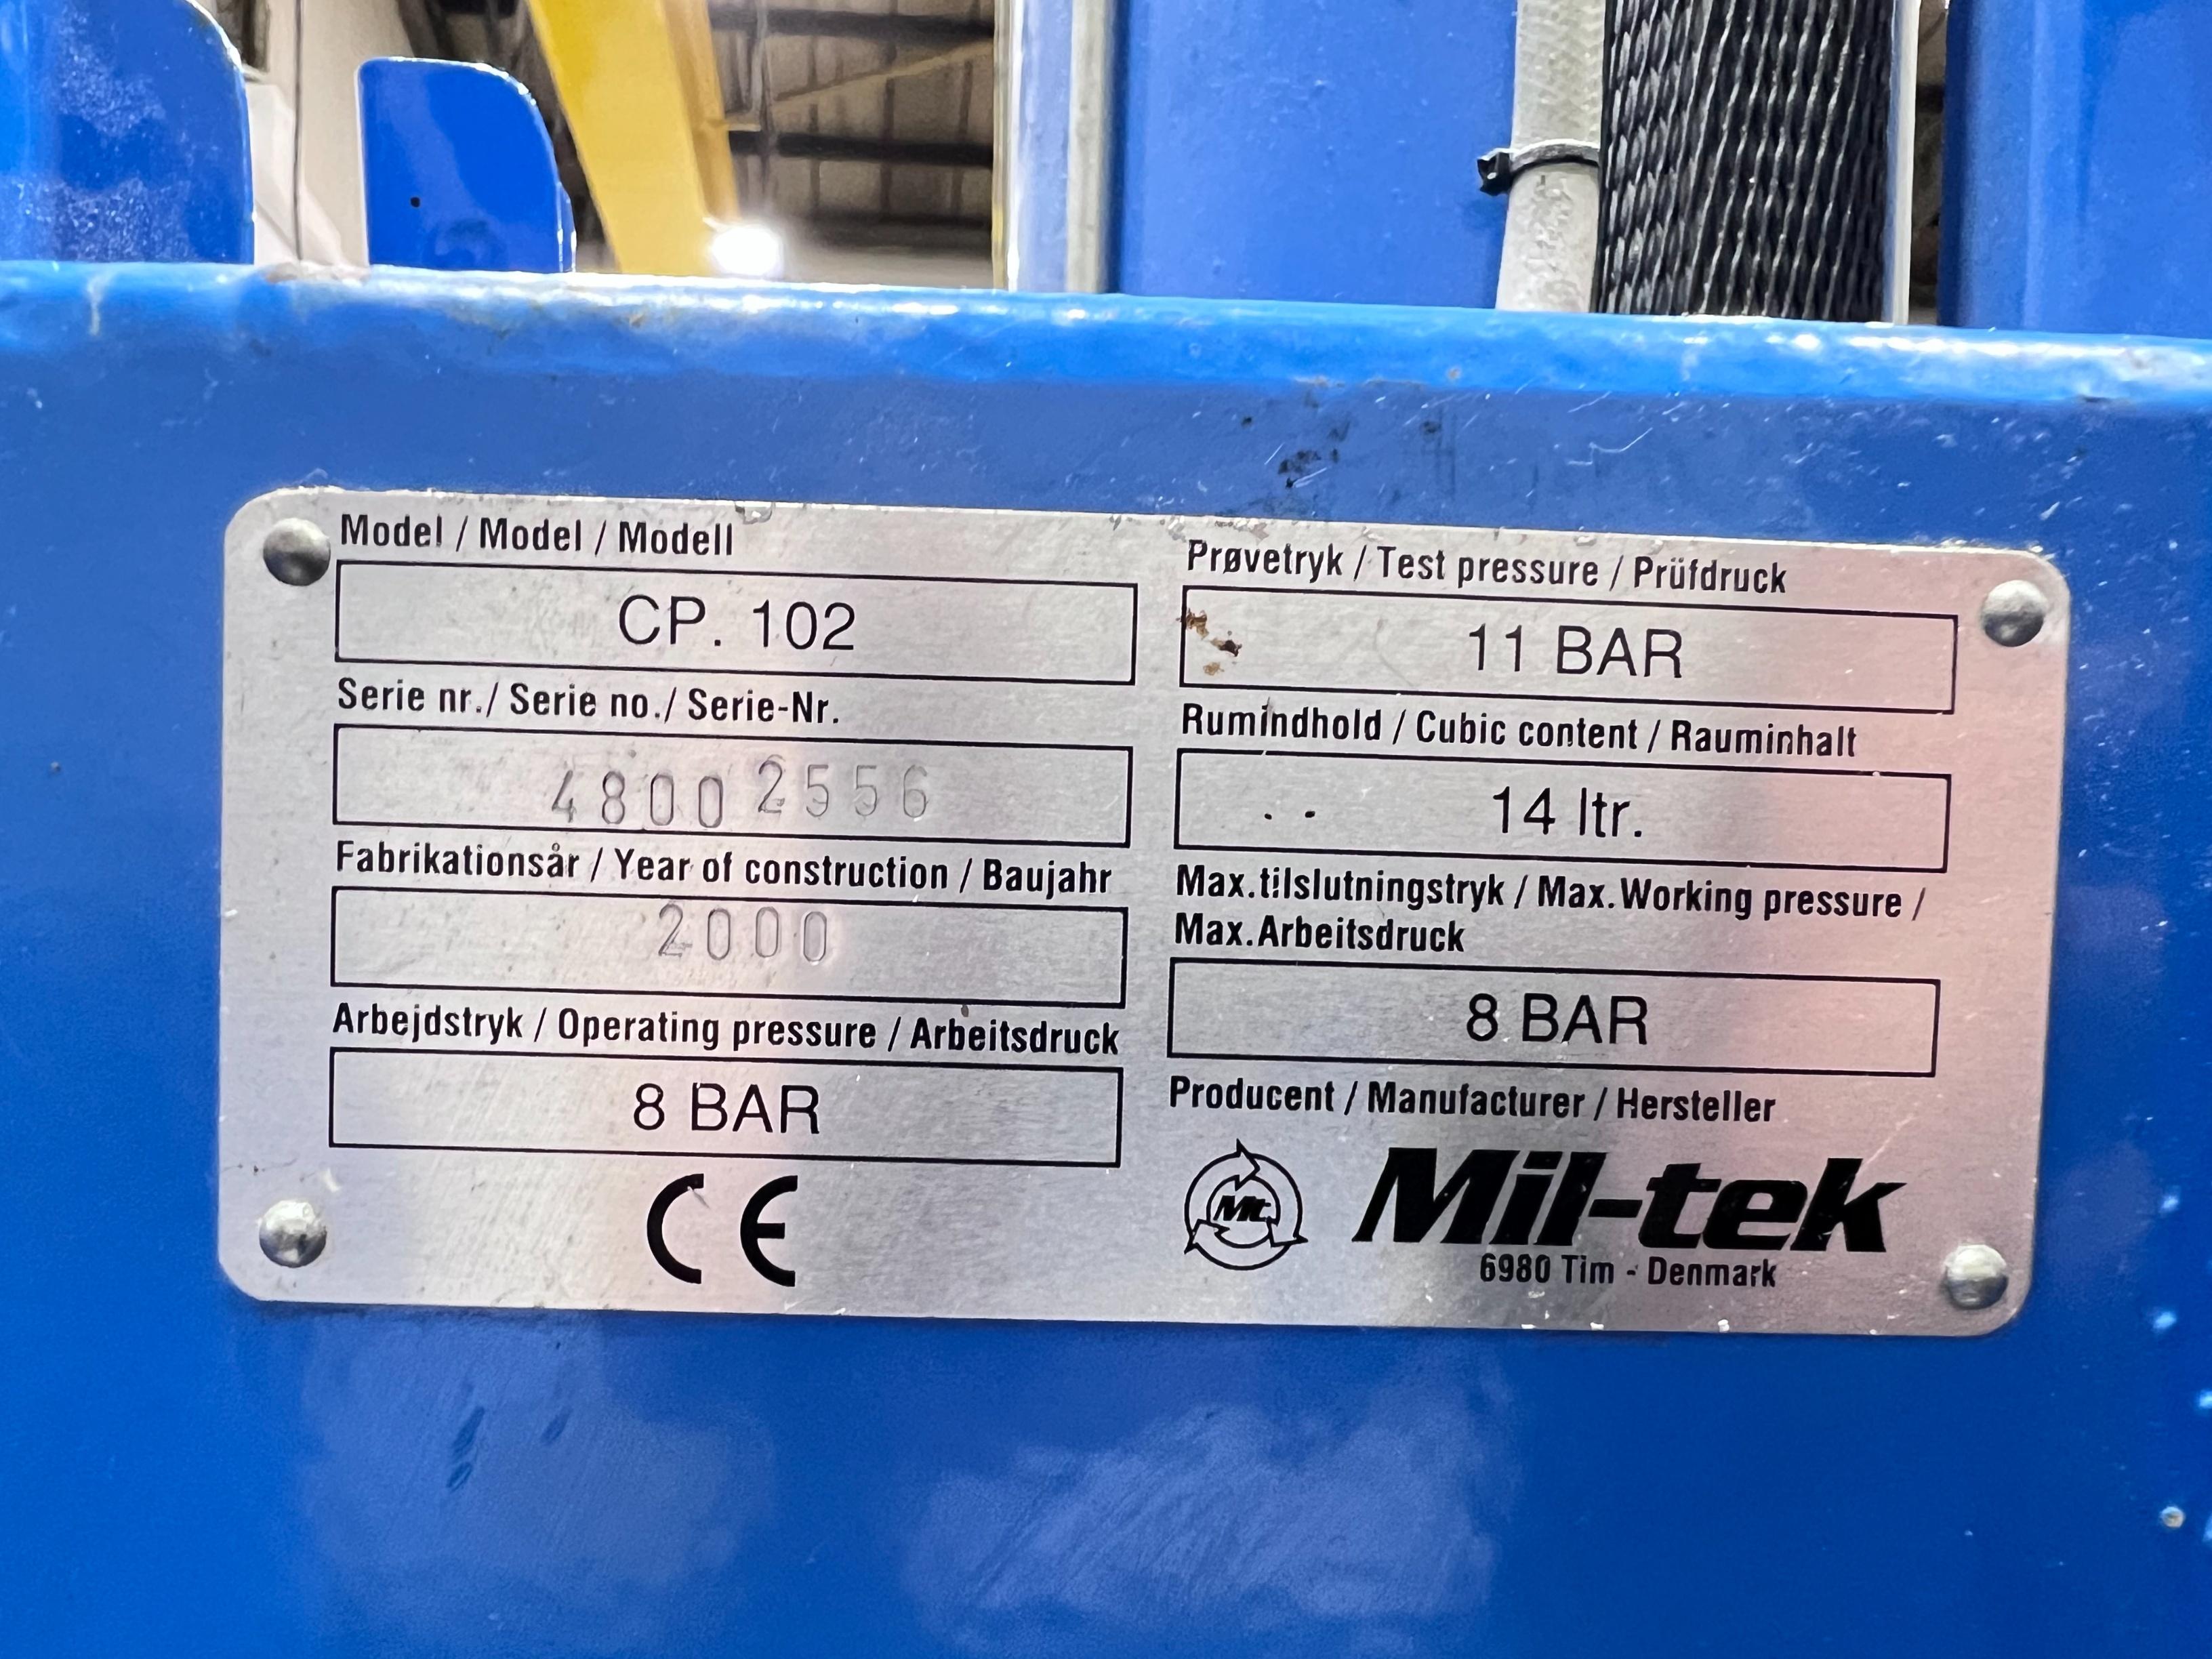 Model / Model / Modell
CP. 102
Serie nr./ Serie no./ Serie-Nr.
48002556
Fabrikationsår / Year of construction / Baujahr
2000
Arbejdstryk / Operating pressure / Arbeitsdruck
8 BAR
CE
Prøvetryk / Test pressure / Prüfdruck
11 BAR
Rumindhold / Cubic content / Rauminhalt
14 ltr.
Max.tilslutningstryk / Max.Working pressure /
Max.Arbeitsdruck
8 BAR
Producent / Manufacturer / Hersteller
Mil-tek
6980 Tim - Denmark